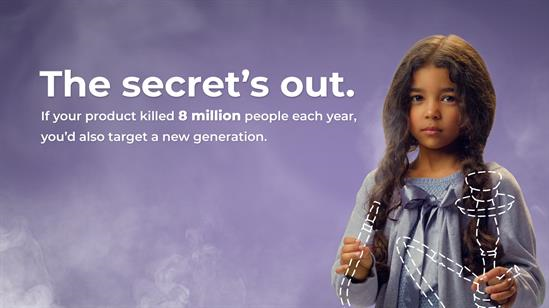 The secret's out.
If your product killed 8 million people each year,
you'd also target a new generation.